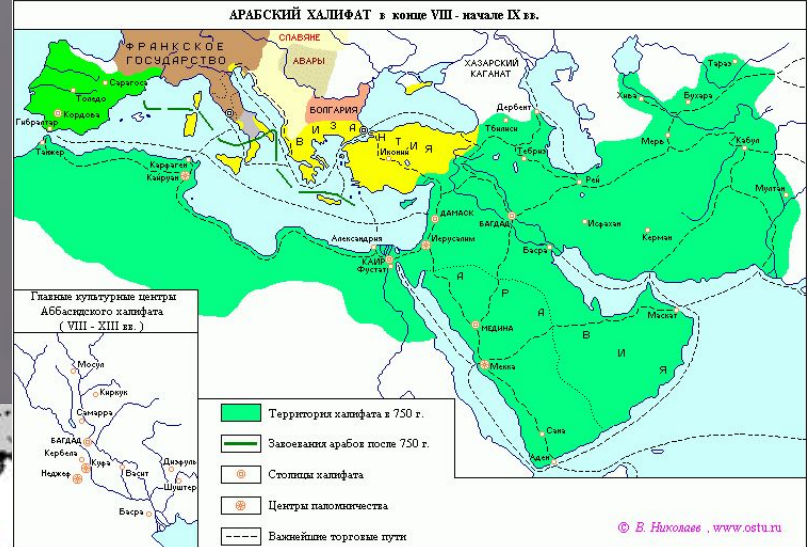 АРАБСКИЙ ХАЛИФАТ в конце VIII - начале IX вв.
ФРАНКСКОЕ
ГОСУДАРСТВО
СЛАВЯНЕ
АВАРЫ
ХАЗАРСКИЙ
КАГАНАТ
БОЛГАРИЯ
ВИЗАНТИЯ
Сарагоса
Толедо
Кордова
Гибралтар
Танжер
Карфаген
Кайруан
Иконий
Дербент
Тбилиси
Тебриз
Тараз
Хива
Бухара
Мерв
Кабул
Рей
Мултан
ДАМАСК
БАГДАД
Исфахан
Александрия
Иерусалим
Керман
Басра
КАИР
Фустат
АРАВИЯ
Маскат
МЕДИНА
Мекка
Сана
Аден
Главные культурные центры
Аббасидского халифата
( VIII - XIII вв. )
Мосул
Киркук
Самарра
БАГДАД
Кербела
Куфа
Неджеф
Васит
Дизфуль
Шуштер
Басра
Территория халифата в 750 г.
Завоевания арабов после 750 г.
Столицы халифата
Центры паломничества
Важнейшие торговые пути
© В. Николаев , www.ostu.ru